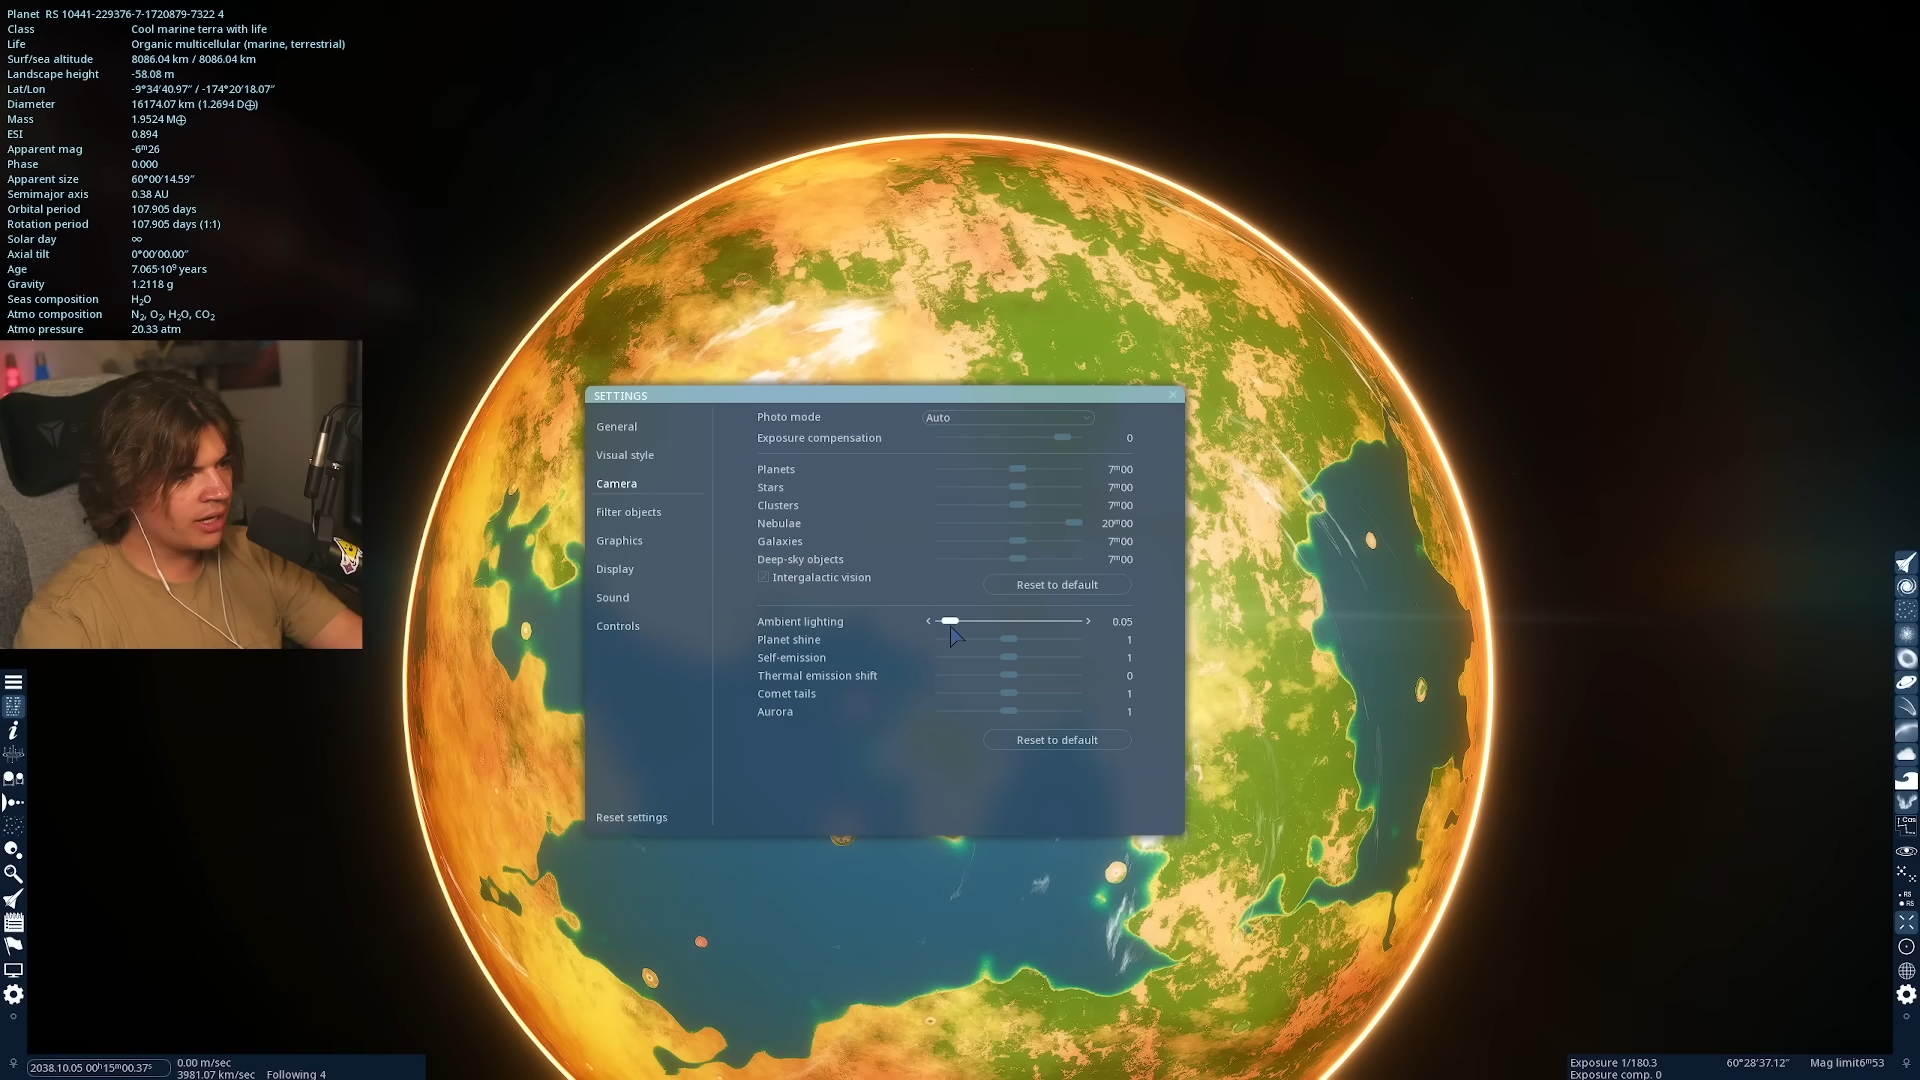 Planet RS 10441-229376-7-1720879-7322 4
Class Cool marine terra with life
Life Organic multicellular (marine, terrestrial)
Surf/sea altitude 8086.04 km / 8086.04 km
Landscape height -58.08 m
Lat/Lon -9°34′40.97″ / -174°20′18.07″
Diameter 16174.07 km (1.2694 D⊕)
Mass 1.9524 M⊕
ESI 0.894
Apparent mag -6ᵐ26
Phase 0.000
Apparent size 60°00′14.59″
Semimajor axis 0.38 AU
Orbital period 107.905 days
Rotation period 107.905 days (1:1)
Solar day ∞
Axial tilt 0°00′00.00″
Age 7.065·10⁹ years
Gravity 1.2118 g
Seas composition H₂O
Atmo composition N₂, O₂, H₂O, CO₂
Atmo pressure 20.33 atm
SETTINGS
General
Visual style
Camera
Filter objects
Graphics
Display
Sound
Controls
Reset settings
Photo mode Auto
Exposure compensation 0
Planets 7ᵐ00
Stars 7ᵐ00
Clusters 7ᵐ00
Nebulae 20ᵐ00
Galaxies 7ᵐ00
Deep-sky objects 7ᵐ00
Intergalactic vision
Reset to default
Ambient lighting 0.05
Planet shine 1
Self-emission 1
Thermal emission shift 0
Comet tails 1
Aurora 1
Reset to default
Cos
RS
RS
2038.10.05 00ʰ15ᵐ00.37ˢ
0.00 m/sec
3981.07 km/sec Following 4
Exposure 1/180.3 60°28′37.12″ Mag limit6ᵐ53
Exposure comp. 0